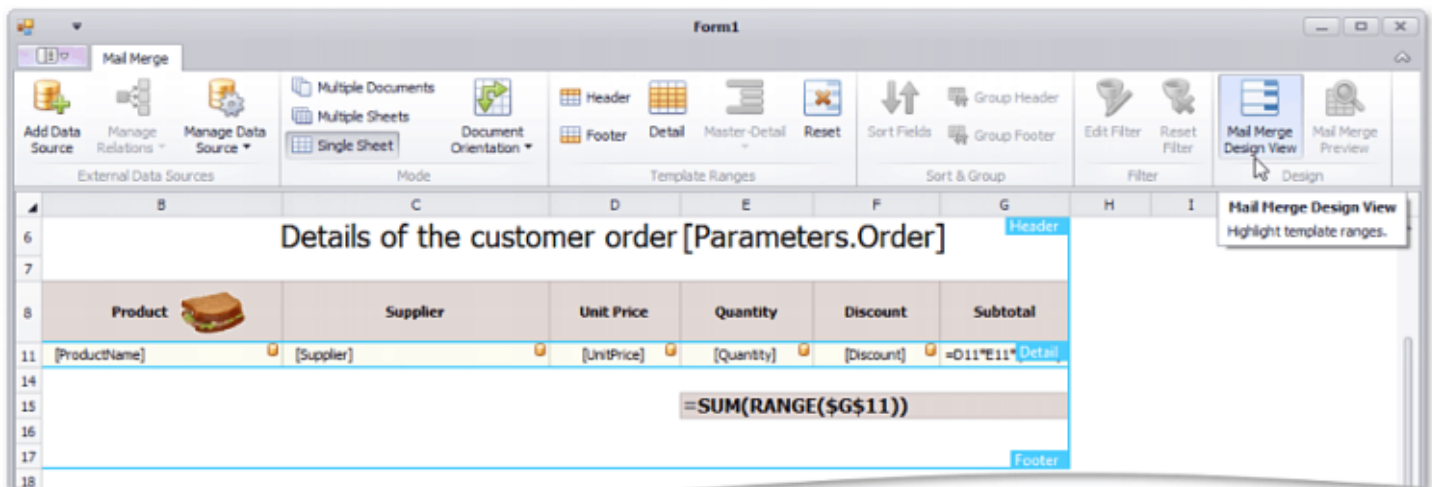 Form1
Mail Merge
Add Data Source
Manage Relations
Manage Data Source
External Data Sources
Multiple Documents
Multiple Sheets
Single Sheet
Document Orientation
Mode
Header
Footer
Detail
Master-Detail
Reset
Template Ranges
Sort Fields
Group Header
Group Footer
Sort & Group
Edit Filter
Reset Filter
Filter
Mail Merge Design View
Mail Merge Preview
Design
Mail Merge Design View
Highlight template ranges.
B C D E F G H I
6 Details of the customer order [Parameters.Order] Header
7
8 Product Supplier Unit Price Quantity Discount Subtotal
11 [ProductName] [Supplier] [UnitPrice] [Quantity] [Discount] =D11*E11* Detail
14
15 =SUM(RANGE($G$11))
16
17 Footer
18